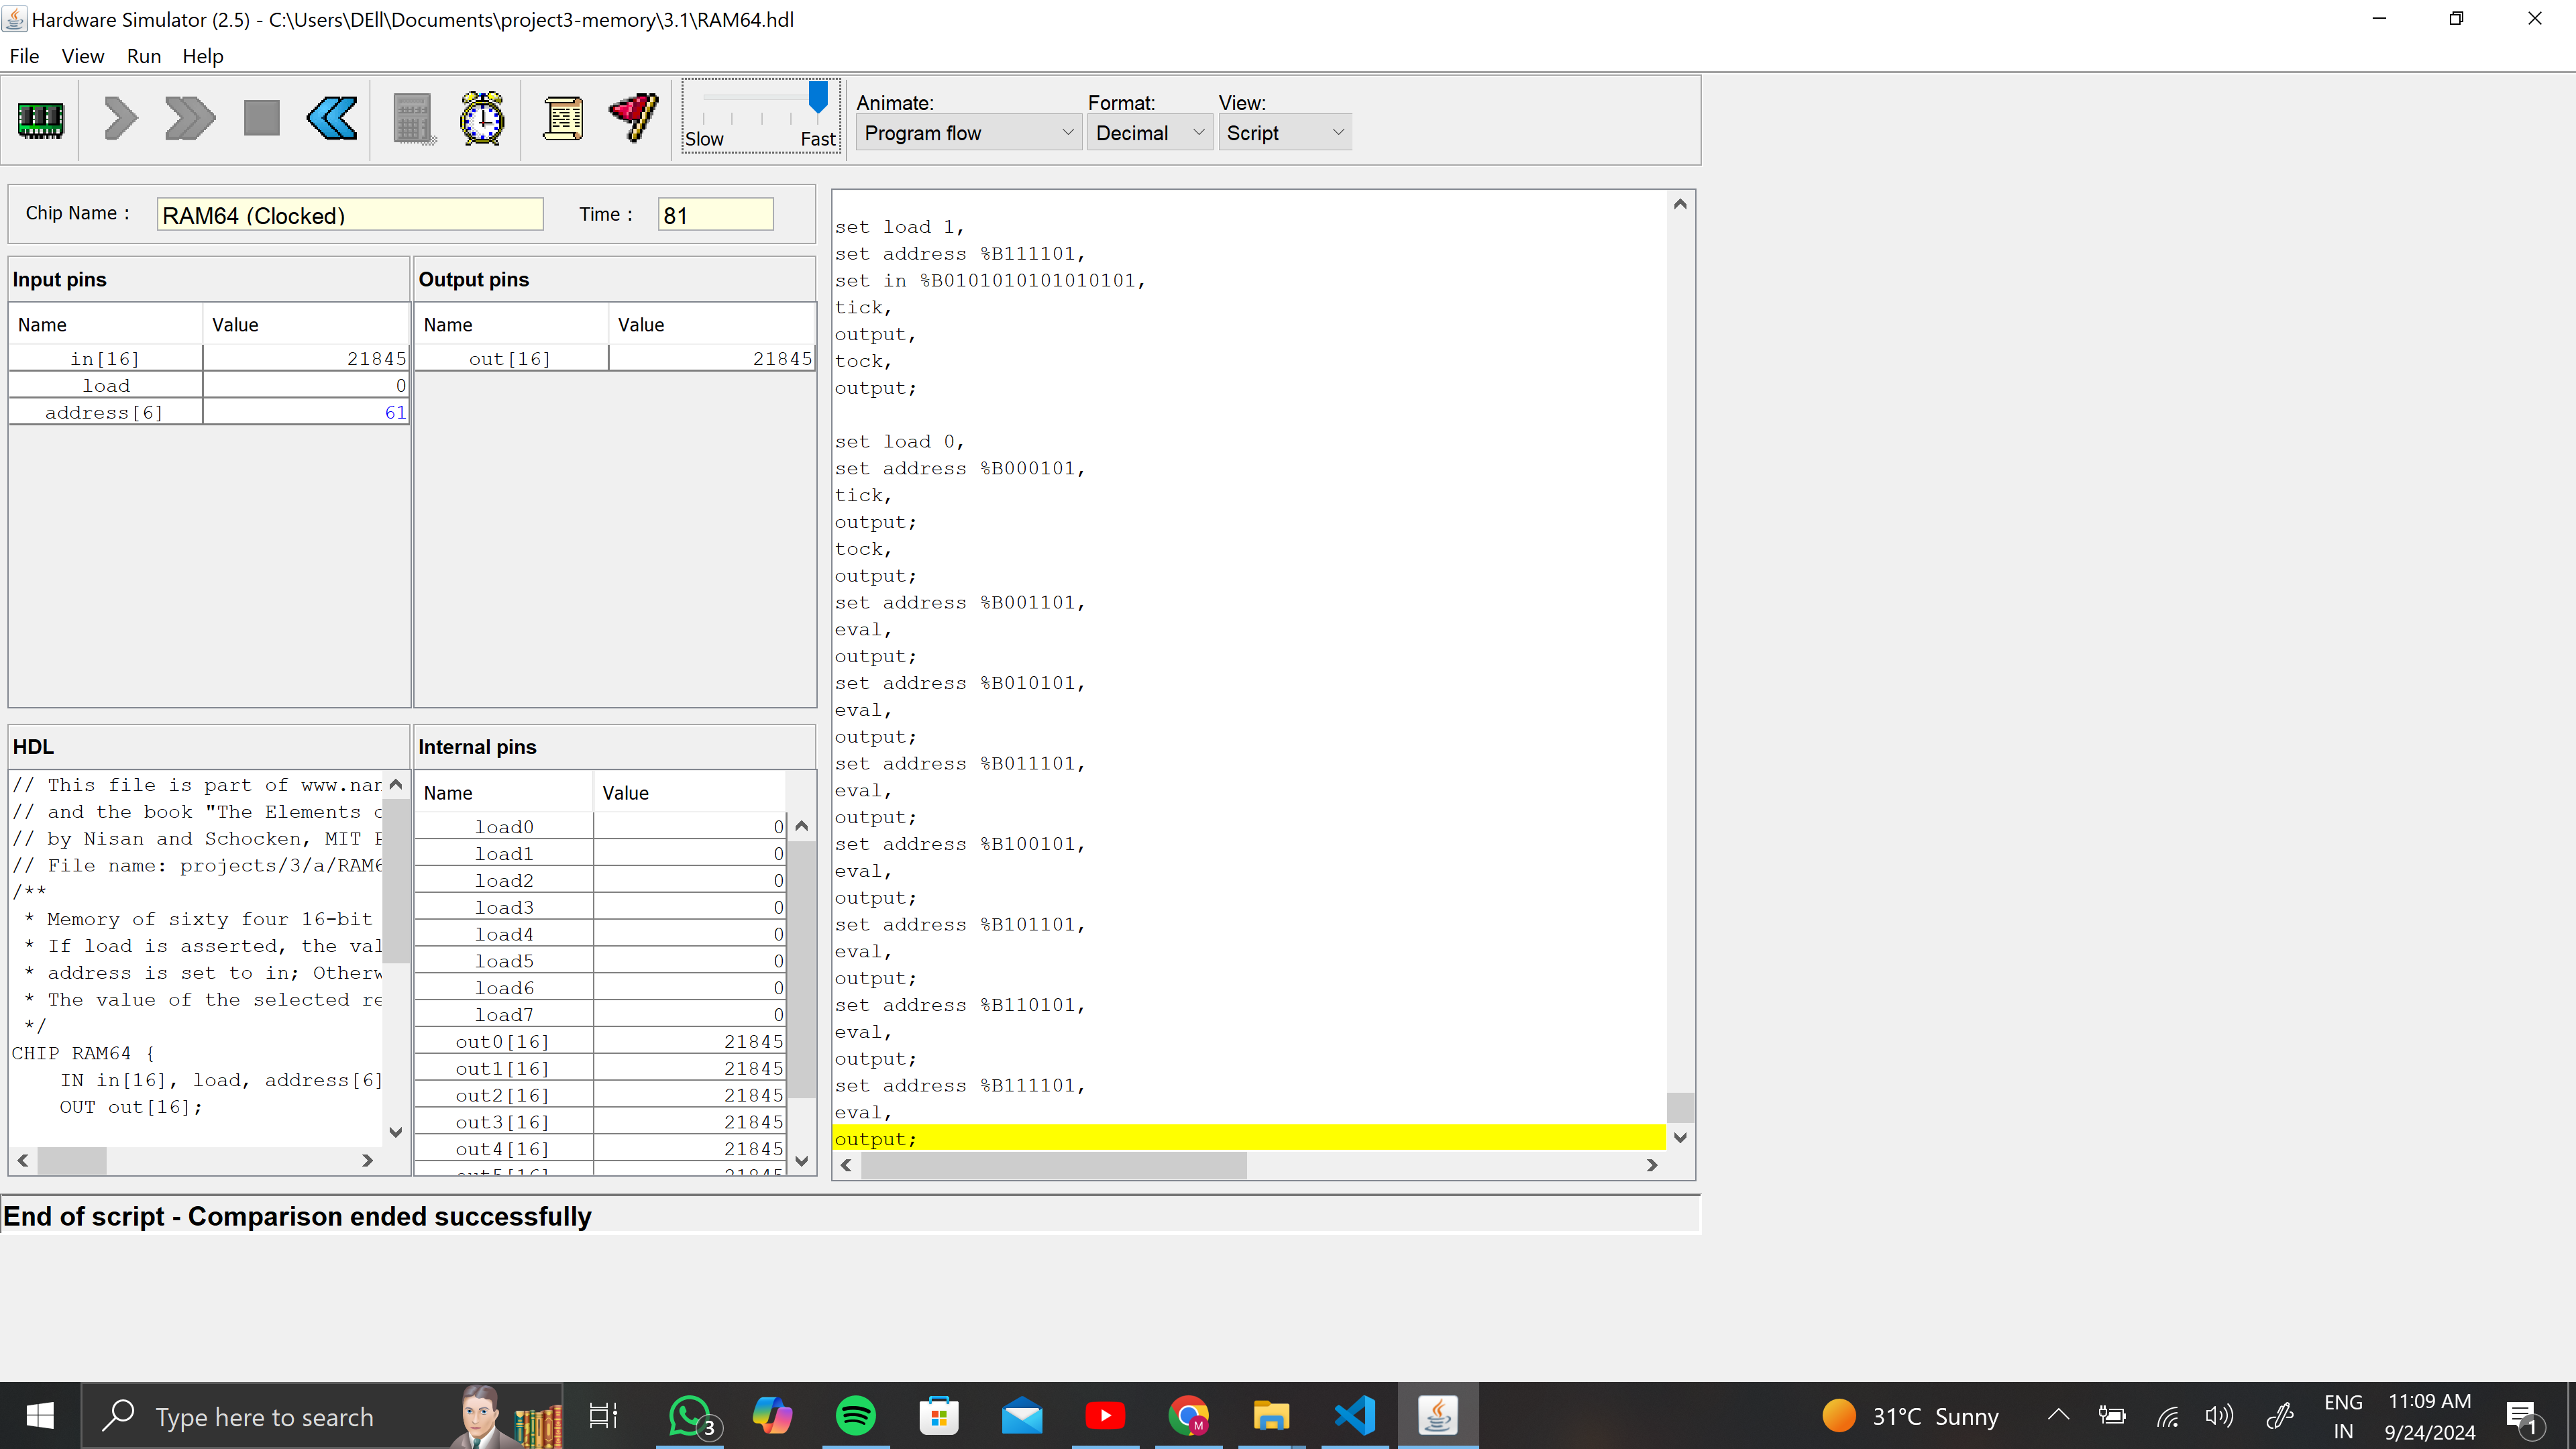 Hardware Simulator (2.5) - C:\Users\DEll\Documents\project3-memory\3.1\RAM64.hdl
File View Run Help
Slow Fast
Animate: Format: View:
Program flow Decimal Script
Chip Name : RAM64 (Clocked) Time : 81
Input pins
Name Value
in[16] 21845
load 0
address[6] 61
Output pins
Name Value
out[16] 21845
HDL
// This file is part of www.nan
// and the book "The Elements o
// by Nisan and Schocken, MIT P
// File name: projects/3/a/RAM6
/**
* Memory of sixty four 16-bit
* If load is asserted, the val
* address is set to in; Otherw
* The value of the selected re
*/
CHIP RAM64 {
IN in[16], load, address[6]
OUT out[16];
Internal pins
Name Value
load0 0
load1 0
load2 0
load3 0
load4 0
load5 0
load6 0
load7 0
out0[16] 21845
out1[16] 21845
out2[16] 21845
out3[16] 21845
out4[16] 21845
out5[16] 21845
set load 1,
set address %B111101,
set in %B0101010101010101,
tick,
output,
tock,
output;
set load 0,
set address %B000101,
tick,
output;
tock,
output;
set address %B001101,
eval,
output;
set address %B010101,
eval,
output;
set address %B011101,
eval,
output;
set address %B100101,
eval,
output;
set address %B101101,
eval,
output;
set address %B110101,
eval,
output;
set address %B111101,
eval,
output;
End of script - Comparison ended successfully
Type here to search
3
M
31°C Sunny
ENG
IN
11:09 AM
9/24/2024
1